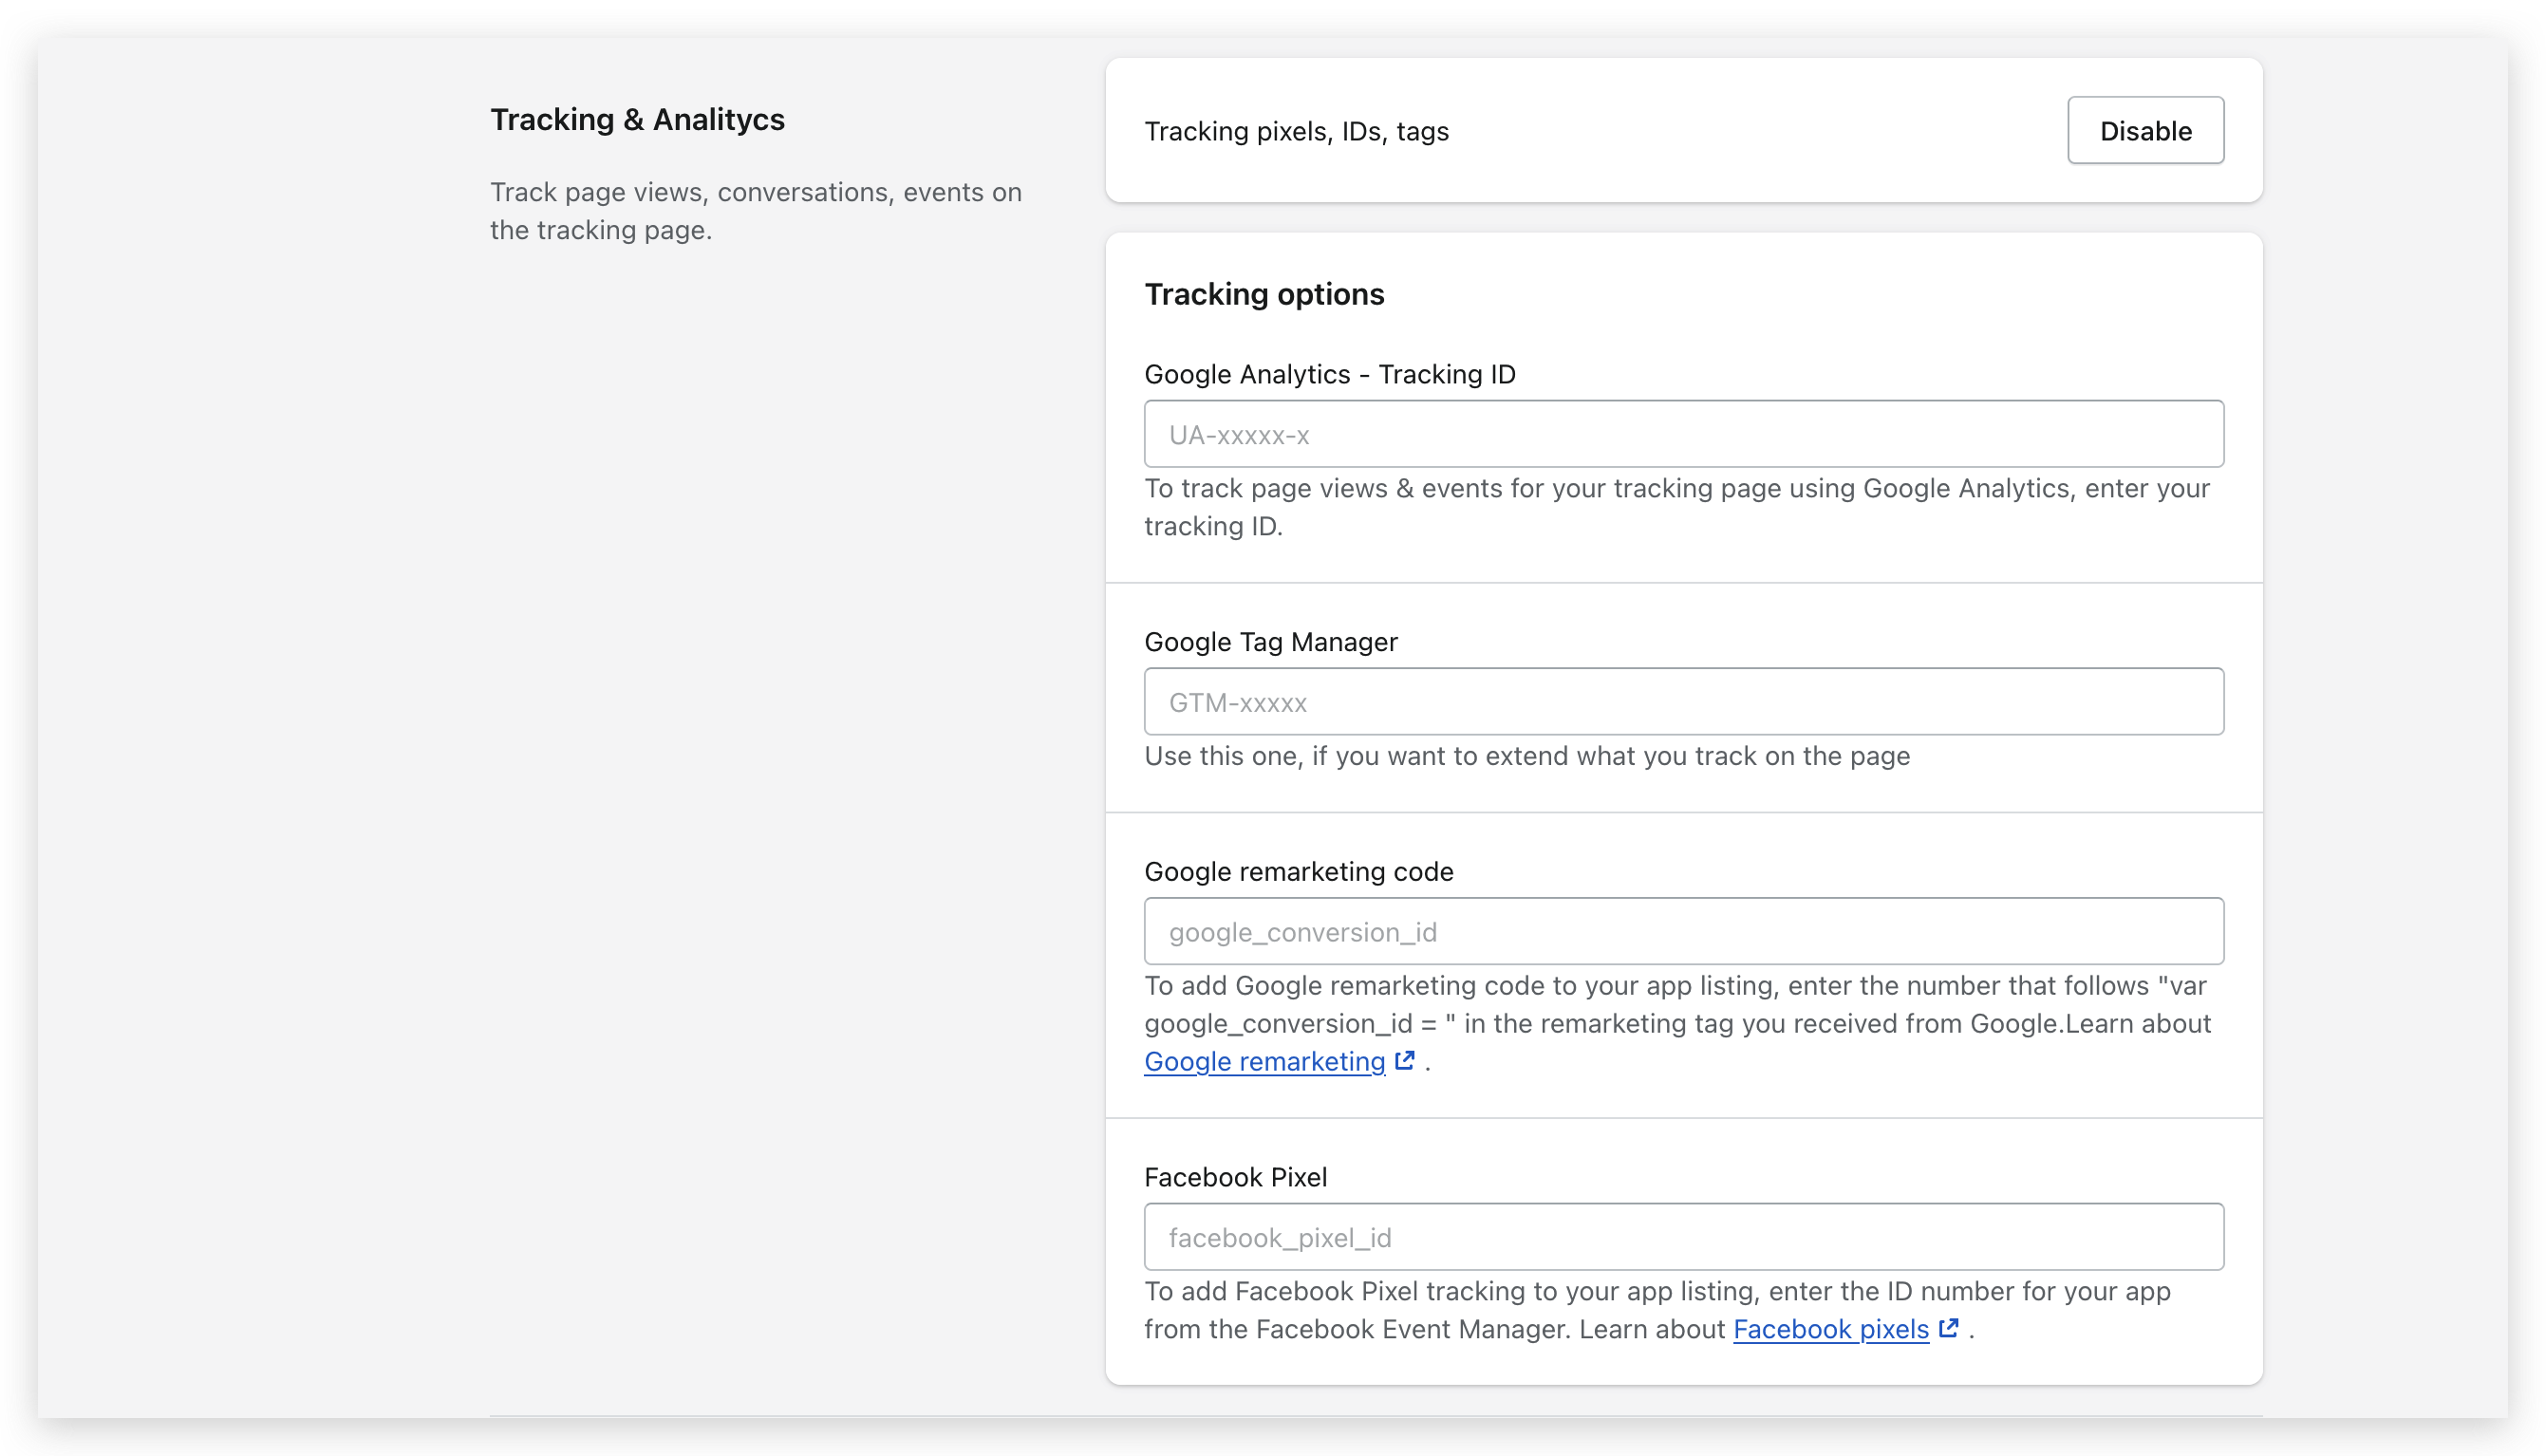 Tracking & Analitycs
Track page views, conversations, events on
the tracking page.
Tracking pixels, IDs, tags
Disable
Tracking options
Google Analytics - Tracking ID
UA-xxxxx-x
To track page views & events for your tracking page using Google Analytics, enter your
tracking ID.
Google Tag Manager
GTM-xxxxx
Use this one, if you want to extend what you track on the page
Google remarketing code
google_conversion_id
To add Google remarketing code to your app listing, enter the number that follows "var
google_conversion_id = " in the remarketing tag you received from Google.Learn about
Google remarketing .
Facebook Pixel
facebook_pixel_id
To add Facebook Pixel tracking to your app listing, enter the ID number for your app
from the Facebook Event Manager. Learn about Facebook pixels .